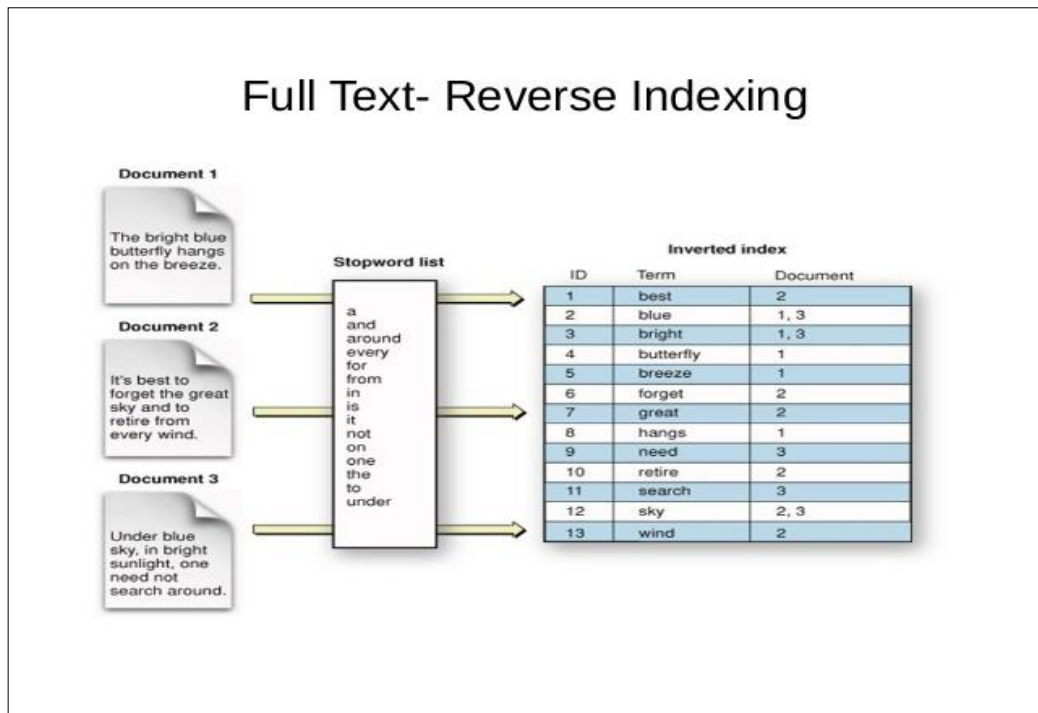 Full Text- Reverse Indexing
Document 1
The bright blue
butterfly hangs
on the breeze.
Document 2
It's best to
forget the great
sky and to
retire from
every wind.
Document 3
Under blue
sky, in bright
sunlight, one
need not
search around.
Stopword list
a
and
around
every
for
from
in
is
it
not
on
one
the
to
under
Inverted index
ID Term Document
1 best 2
2 blue 1, 3
3 bright 1, 3
4 butterfly 1
5 breeze 1
6 forget 2
7 great 2
8 hangs 1
9 need 3
10 retire 2
11 search 3
12 sky 2, 3
13 wind 2